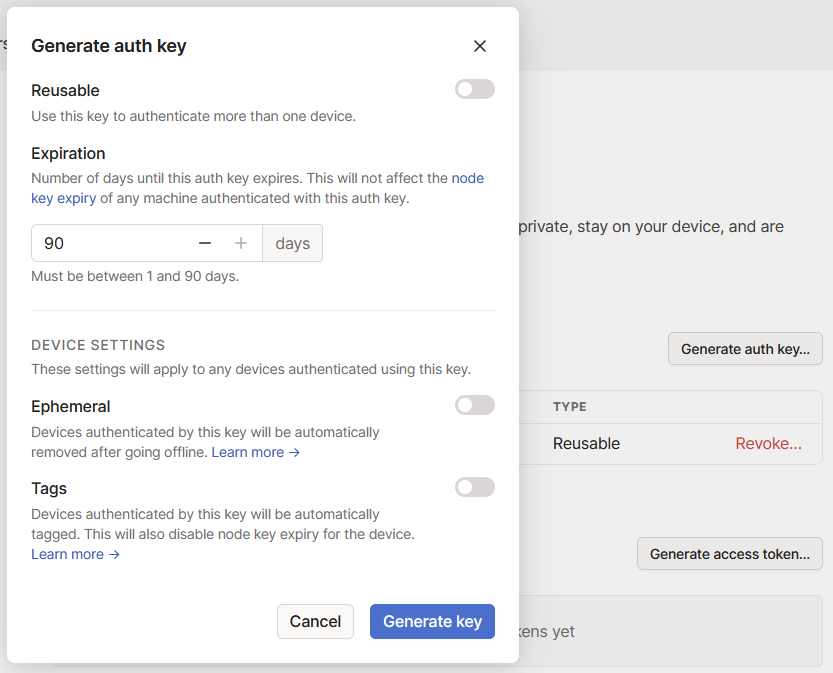 Generate auth key
Reusable
Use this key to authenticate more than one device.
Expiration
Number of days until this auth key expires. This will not affect the node
key expiry of any machine authenticated with this auth key.
90
days
Must be between 1 and 90 days.
DEVICE SETTINGS
These settings will apply to any devices authenticated using this key.
Ephemeral
Devices authenticated by this key will be automatically
removed after going offline. Learn more →
Tags
Devices authenticated by this key will be automatically
tagged. This will also disable node key expiry for the device.
Learn more →
Cancel
Generate key
private, stay on your device, and are
Generate auth key...
TYPE
Reusable
Revoke...
Generate access token...
yet